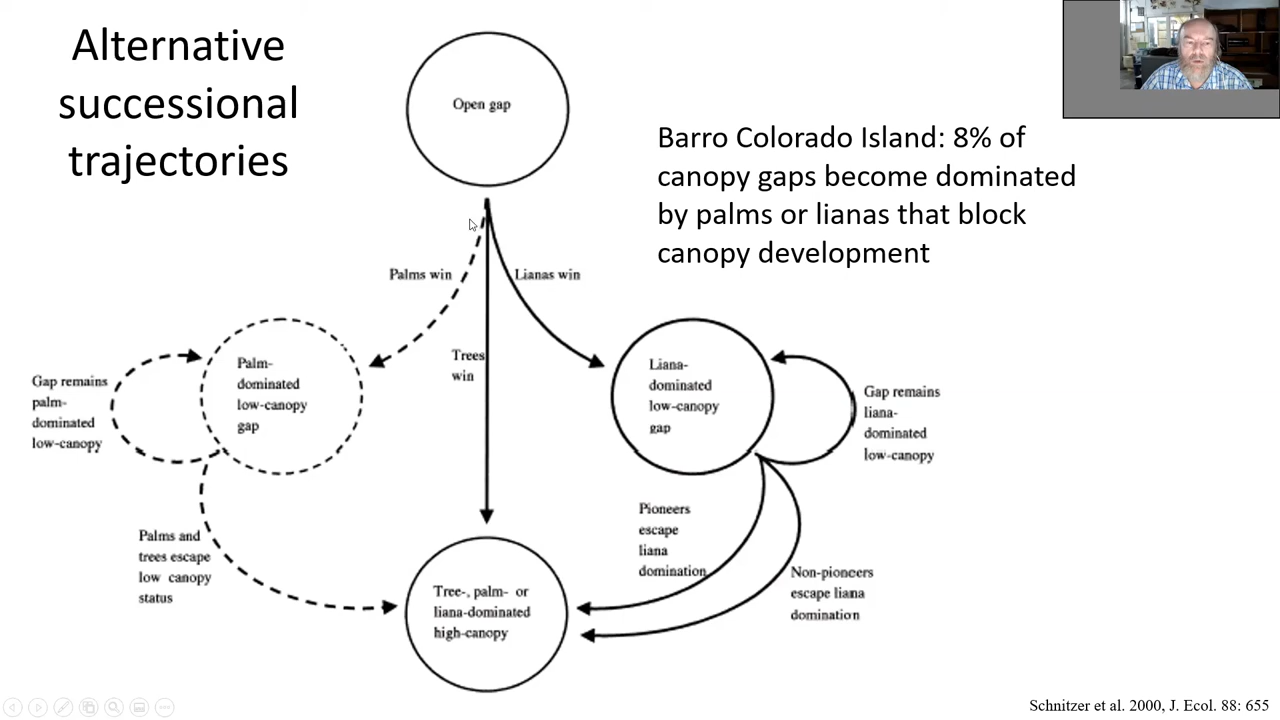 Alternative
successional
trajectories
Open gap
Barro Colorado Island: 8% of
canopy gaps become dominated
by palms or lianas that block
canopy development
Palms win
Lianas win
Trees
win
Gap remains
palm-
dominated
low-canopy
Palm-
dominated
low-canopy
gap
Liana-
dominated
low-canopy
gap
Gap remains
liana-
dominated
low-canopy
Palms and
trees escape
low canopy
status
Pioneers
escape
liana
domination
Non-pioneers
escape liana
domination
Tree-, palm- or
liana-dominated
high-canopy
Schnitzer et al. 2000, J. Ecol. 88: 655